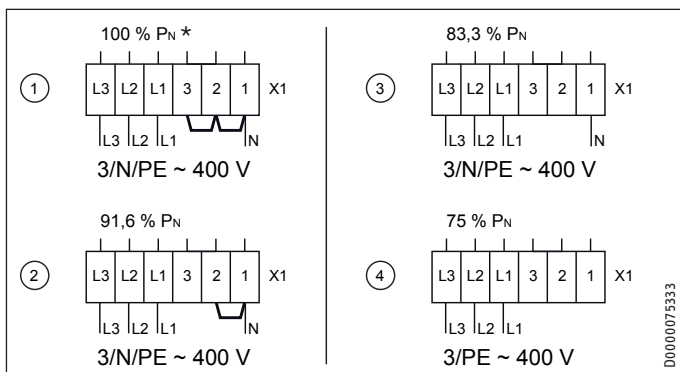 100 % PN *
1
L3 L2 L1 3 2 1 X1
L3 L2 L1 N
3/N/PE ~ 400 V
91,6 % PN
2
L3 L2 L1 3 2 1 X1
L3 L2 L1 N
3/N/PE ~ 400 V
83,3 % PN
3
L3 L2 L1 3 2 1 X1
L3 L2 L1 N
3/N/PE ~ 400 V
75 % PN
4
L3 L2 L1 3 2 1 X1
L3 L2 L1
3/PE ~ 400 V
D0000075333